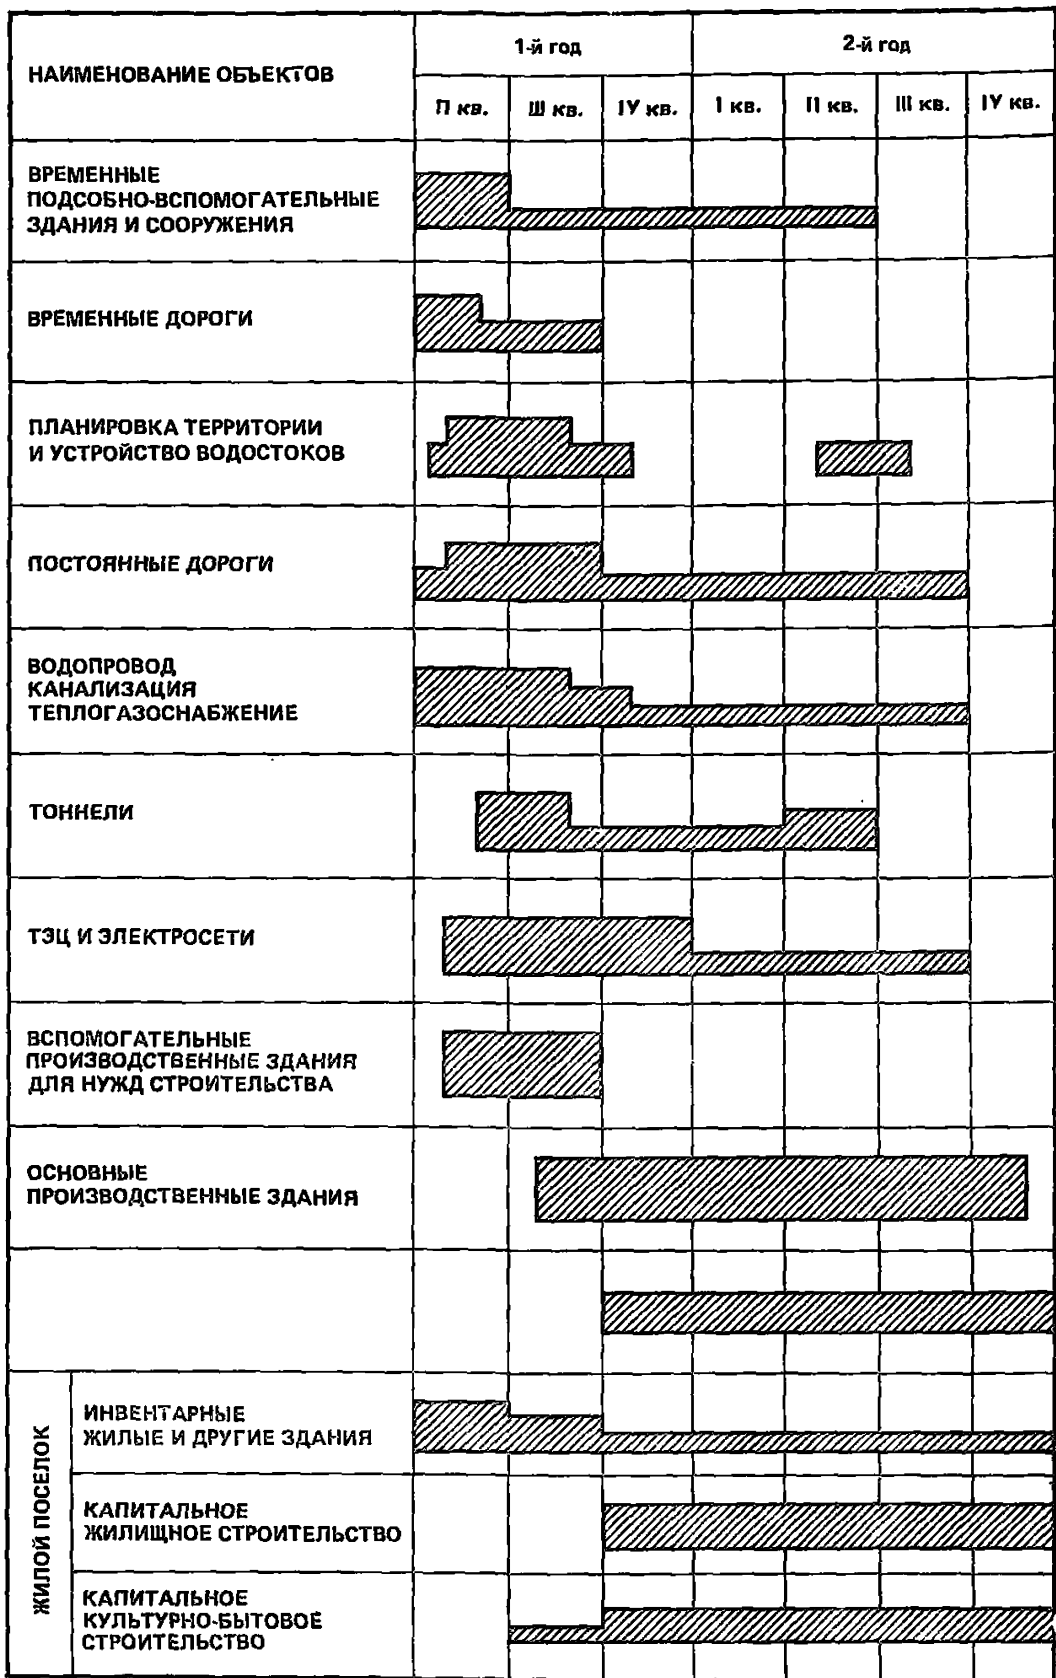 НАИМЕНОВАНИЕ ОБЪЕКТОВ
1-й год
2-й год
II кв.
III кв.
IУ кв.
I кв.
II кв.
III кв.
IУ кв.
ВРЕМЕННЫЕ
ПОДСОБНО-ВСПОМОГАТЕЛЬНЫЕ
ЗДАНИЯ И СООРУЖЕНИЯ
ВРЕМЕННЫЕ ДОРОГИ
ПЛАНИРОВКА ТЕРРИТОРИИ
И УСТРОЙСТВО ВОДОСТОКОВ
ПОСТОЯННЫЕ ДОРОГИ
ВОДОПРОВОД
КАНАЛИЗАЦИЯ
ТЕПЛОГАЗОСНАБЖЕНИЕ
ТОННЕЛИ
ТЭЦ И ЭЛЕКТРОСЕТИ
ВСПОМОГАТЕЛЬНЫЕ
ПРОИЗВОДСТВЕННЫЕ ЗДАНИЯ
ДЛЯ НУЖД СТРОИТЕЛЬСТВА
ОСНОВНЫЕ
ПРОИЗВОДСТВЕННЫЕ ЗДАНИЯ
ЖИЛОЙ ПОСЕЛОК
ИНВЕНТАРНЫЕ
ЖИЛЫЕ И ДРУГИЕ ЗДАНИЯ
КАПИТАЛЬНОЕ
ЖИЛИЩНОЕ СТРОИТЕЛЬСТВО
КАПИТАЛЬНОЕ
КУЛЬТУРНО-БЫТОВОЕ
СТРОИТЕЛЬСТВО